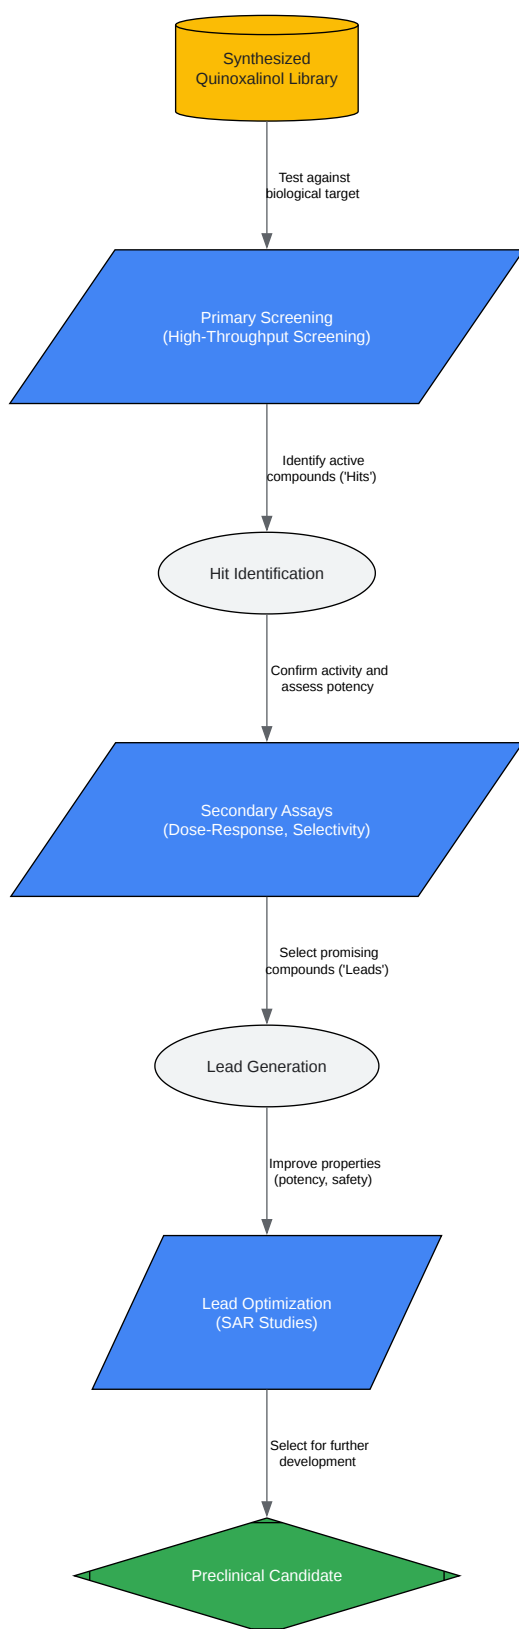 Synthesized
Quinoxalinol Library
Test against
biological target
Primary Screening
(High-Throughput Screening)
Identify active
compounds ('Hits')
Hit Identification
Confirm activity and
assess potency
Secondary Assays
(Dose-Response, Selectivity)
Select promising
compounds ('Leads')
Lead Generation
Improve properties
(potency, safety)
Lead Optimization
(SAR Studies)
Select for further
development
Preclinical Candidate